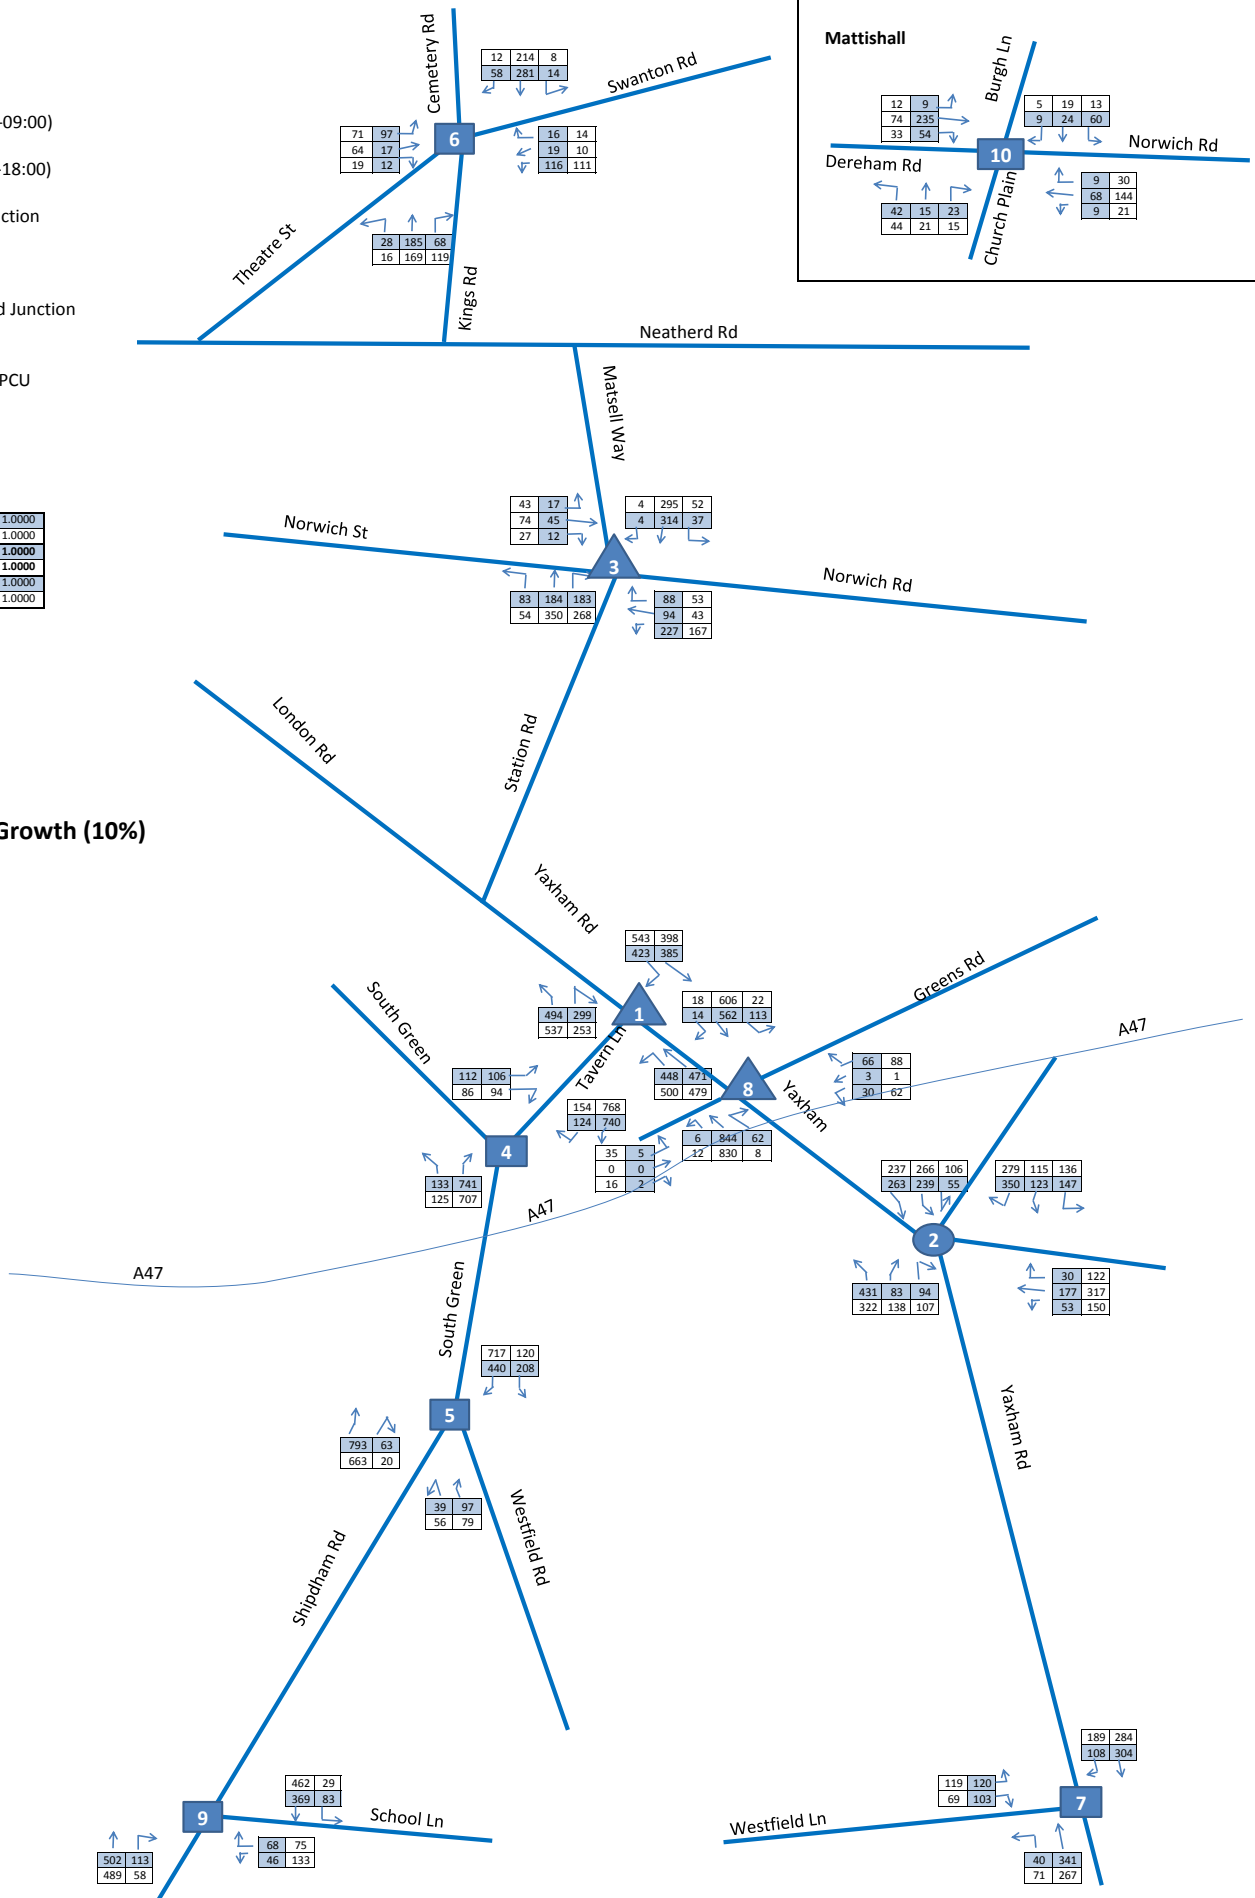 Cemetery Rd
12 214 8
58 281 14
Swanton Rd
-09:00)
71 97
64 17
19 12
6
16 14
19 10
116 111
-18:00)
ction
28 185 68
16 169 119
Theatre St
Kings Rd
d Junction
Neatherd Rd
PCU
Mattishall
Burgh Ln
12 9
74 235
33 54
5 19 13
9 24 60
10
Norwich Rd
Dereham Rd
42 15 23
44 21 15
Church Plain
9 30
68 144
9 21
Matsell Way
1.0000
1.0000
1.0000
1.0000
1.0000
1.0000
Norwich St
43 17
74 45
27 12
4 295 52
4 314 37
3
Norwich Rd
83 184 183
54 350 268
88 53
94 43
227 167
London Rd
Station Rd
Growth (10%)
Yaxham Rd
543 398
423 385
South Green
494 299
537 253
1
18 606 22
14 562 113
Greens Rd
A47
Tavern Ln
112 106
86 94
448 471
500 479
8
66 88
3 1
30 62
Yaxham
154 768
124 740
6 844 62
12 830 8
4
35 5
0 0
16 2
133 741
125 707
237 266 106
263 239 55
279 115 136
350 123 147
A47
2
A47
431 83 94
322 138 107
30 122
177 317
53 150
South Green
717 120
440 208
5
793 63
663 20
Yaxham Rd
39 97
56 79
Westfield Rd
Shipdham Rd
189 284
108 304
462 29
369 83
119 120
69 103
7
9
School Ln
Westfield Ln
502 113
489 58
68 75
46 133
40 341
71 267